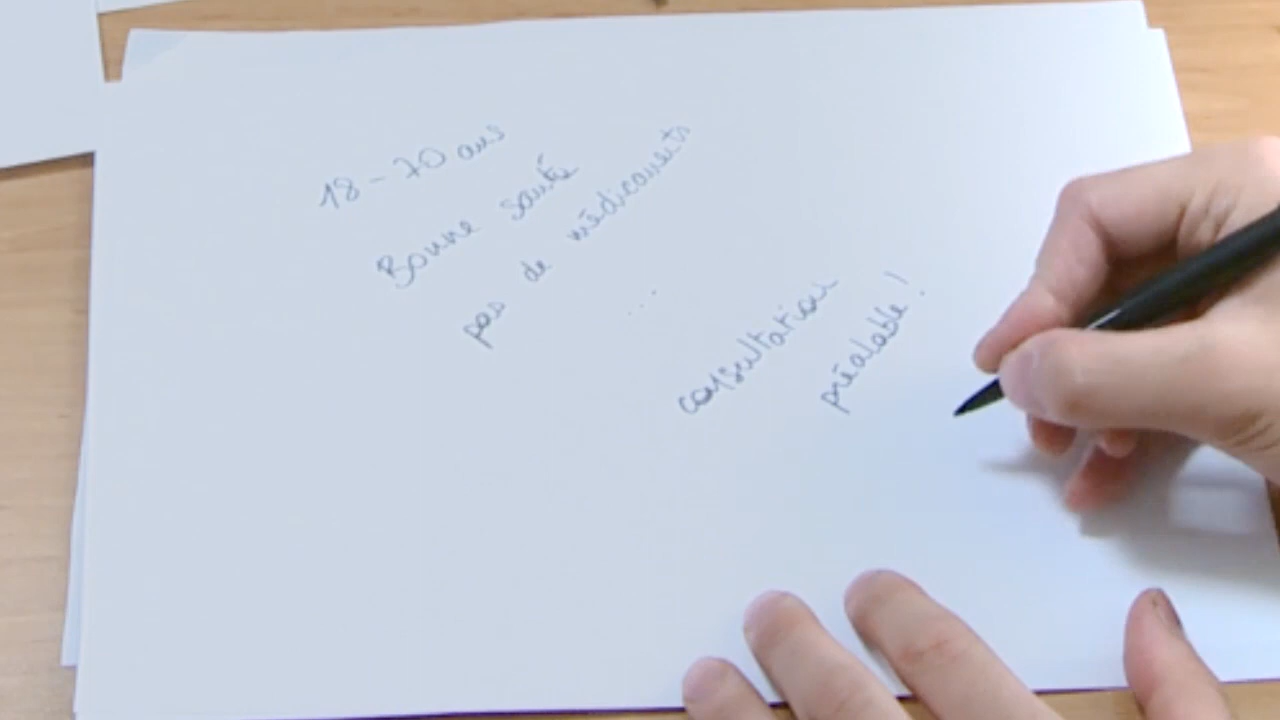 18 - 70 ans
Bonne santé
pas de médicaments
...
consultation
préalable !